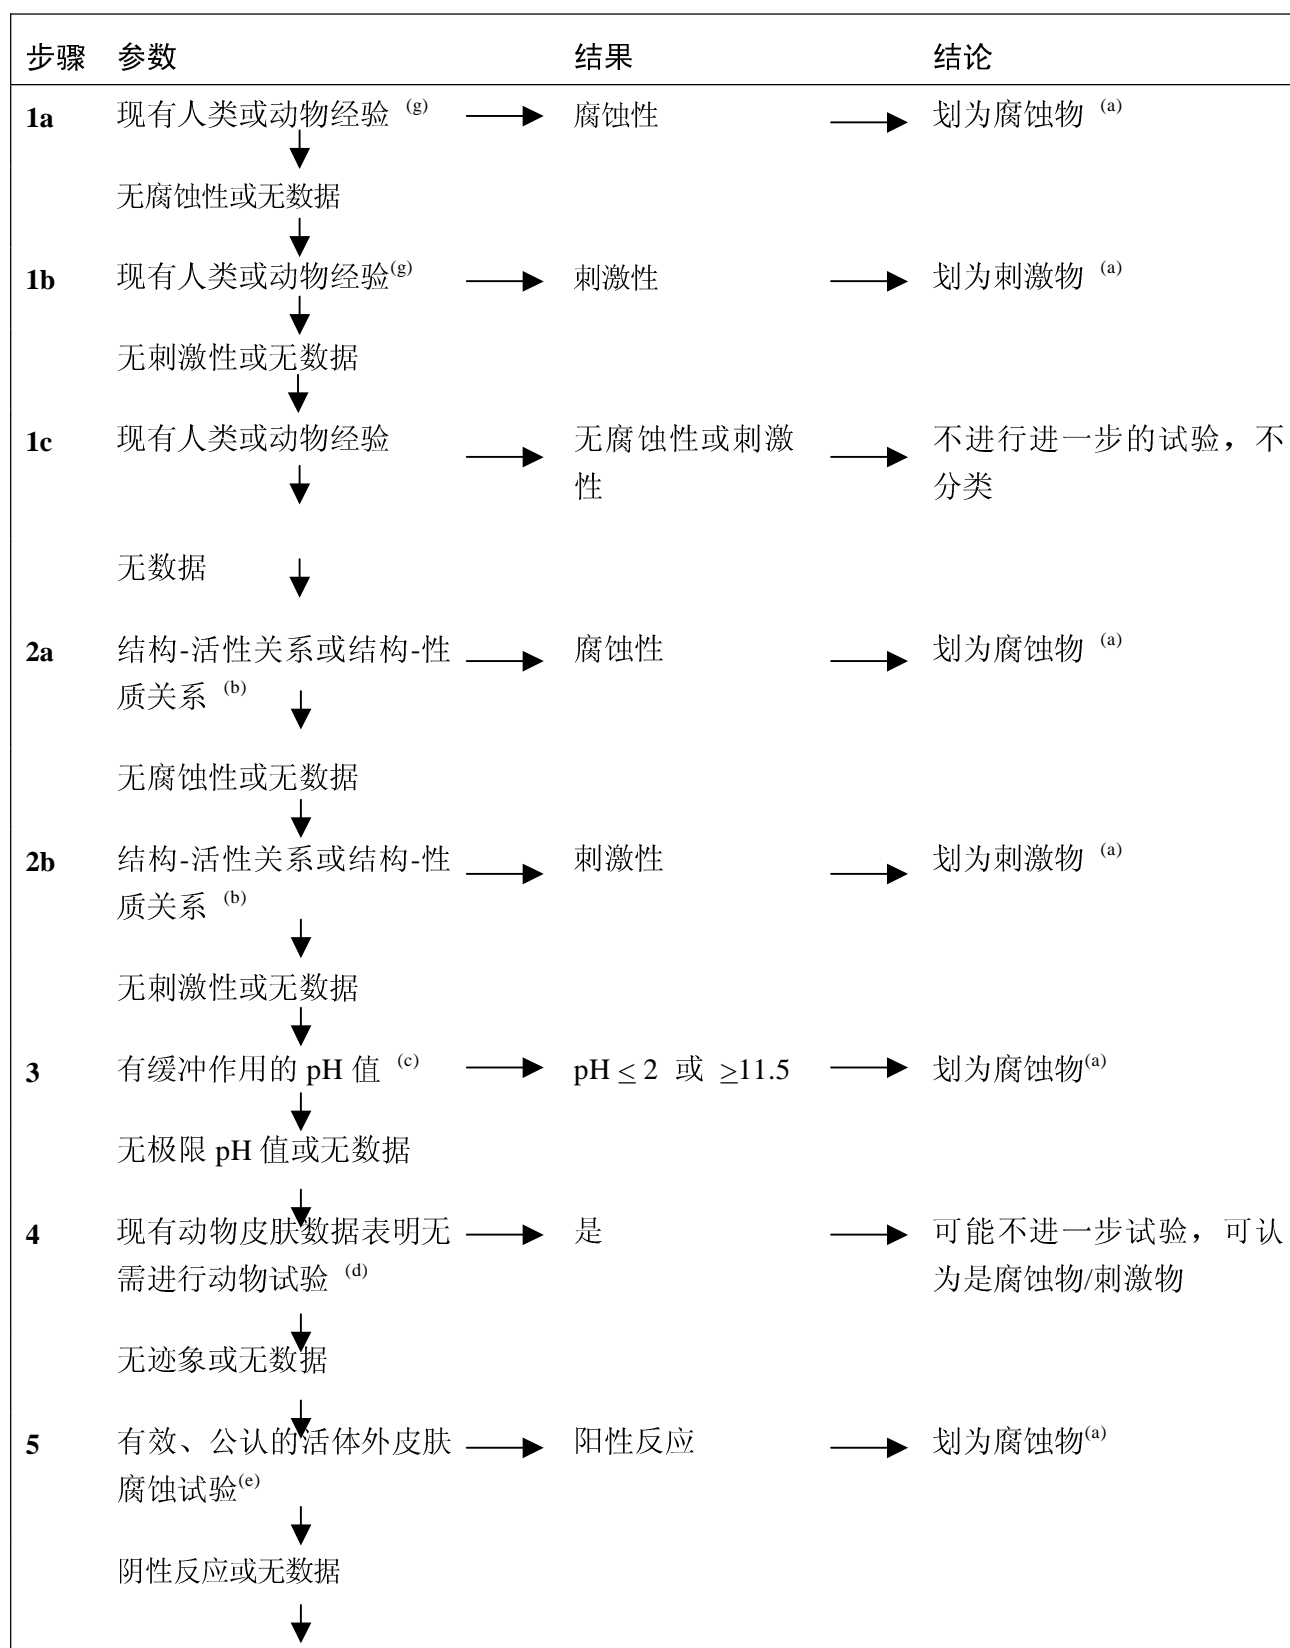 步骤 参数 结果 结论
1a 现有人类或动物经验 (g) 腐蚀性 划为腐蚀物 (a)
无腐蚀性或无数据
1b 现有人类或动物经验(g) 刺激性 划为刺激物 (a)
无刺激性或无数据
1c 现有人类或动物经验 无腐蚀性或刺激 不进行进一步的试验，不
性 分类
无数据
2a 结构-活性关系或结构-性 腐蚀性 划为腐蚀物 (a)
质关系 (b)
无腐蚀性或无数据
2b 结构-活性关系或结构-性 刺激性 划为刺激物 (a)
质关系 (b)
无刺激性或无数据
3 有缓冲作用的 pH 值 (c) pH ≤ 2 或 ≥11.5 划为腐蚀物(a)
无极限 pH 值或无数据
4 现有动物皮肤数据表明无 是 可能不进一步试验，可认
需进行动物试验 (d) 为是腐蚀物/刺激物
无迹象或无数据
5 有效、公认的活体外皮肤 阳性反应 划为腐蚀物(a)
腐蚀试验(e)
阴性反应或无数据